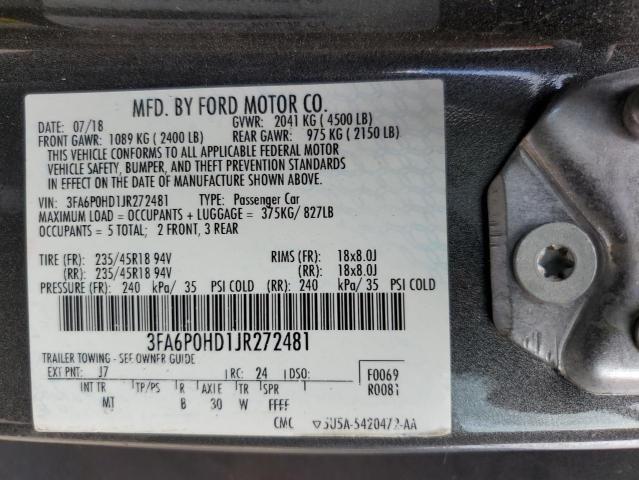 MFD. BY FORD MOTOR CO.
DATE: 07/18 GVWR: 2041 KG ( 4500 LB)
FRONT GAWR: 1089 KG ( 2400 LB) REAR GAWR: 975 KG ( 2150 LB)
THIS VEHICLE CONFORMS TO ALL APPLICABLE FEDERAL MOTOR
VEHICLE SAFETY, BUMPER, AND THEFT PREVENTION STANDARDS
IN EFFECT ON THE DATE OF MANUFACTURE SHOWN ABOVE.
VIN: 3FA6P0HD1JR272481 TYPE: Passenger Car
MAXIMUM LOAD = OCCUPANTS + LUGGAGE = 375KG/ 827LB
OCCUPANTS = 5 TOTAL; 2 FRONT, 3 REAR
TIRE (FR): 235/45R18 94V RIMS (FR): 18x8.0J
(RR): 235/45R18 94V (RR): 18x8.0J
PRESSURE (FR): 240 kPa/ 35 PSI COLD (RR): 240 kPa/ 35 PSI COLD
3FA6P0HD1JR272481
TRAILER TOWING - SEE OWNER GUIDE
EXT PNT: J7 RC: 24 DSO: F0069
INT TR TP/PS R AXLE TR SPR R0081
MT B 30 W FFFF
CMC ▽5U5A-5420472-AA